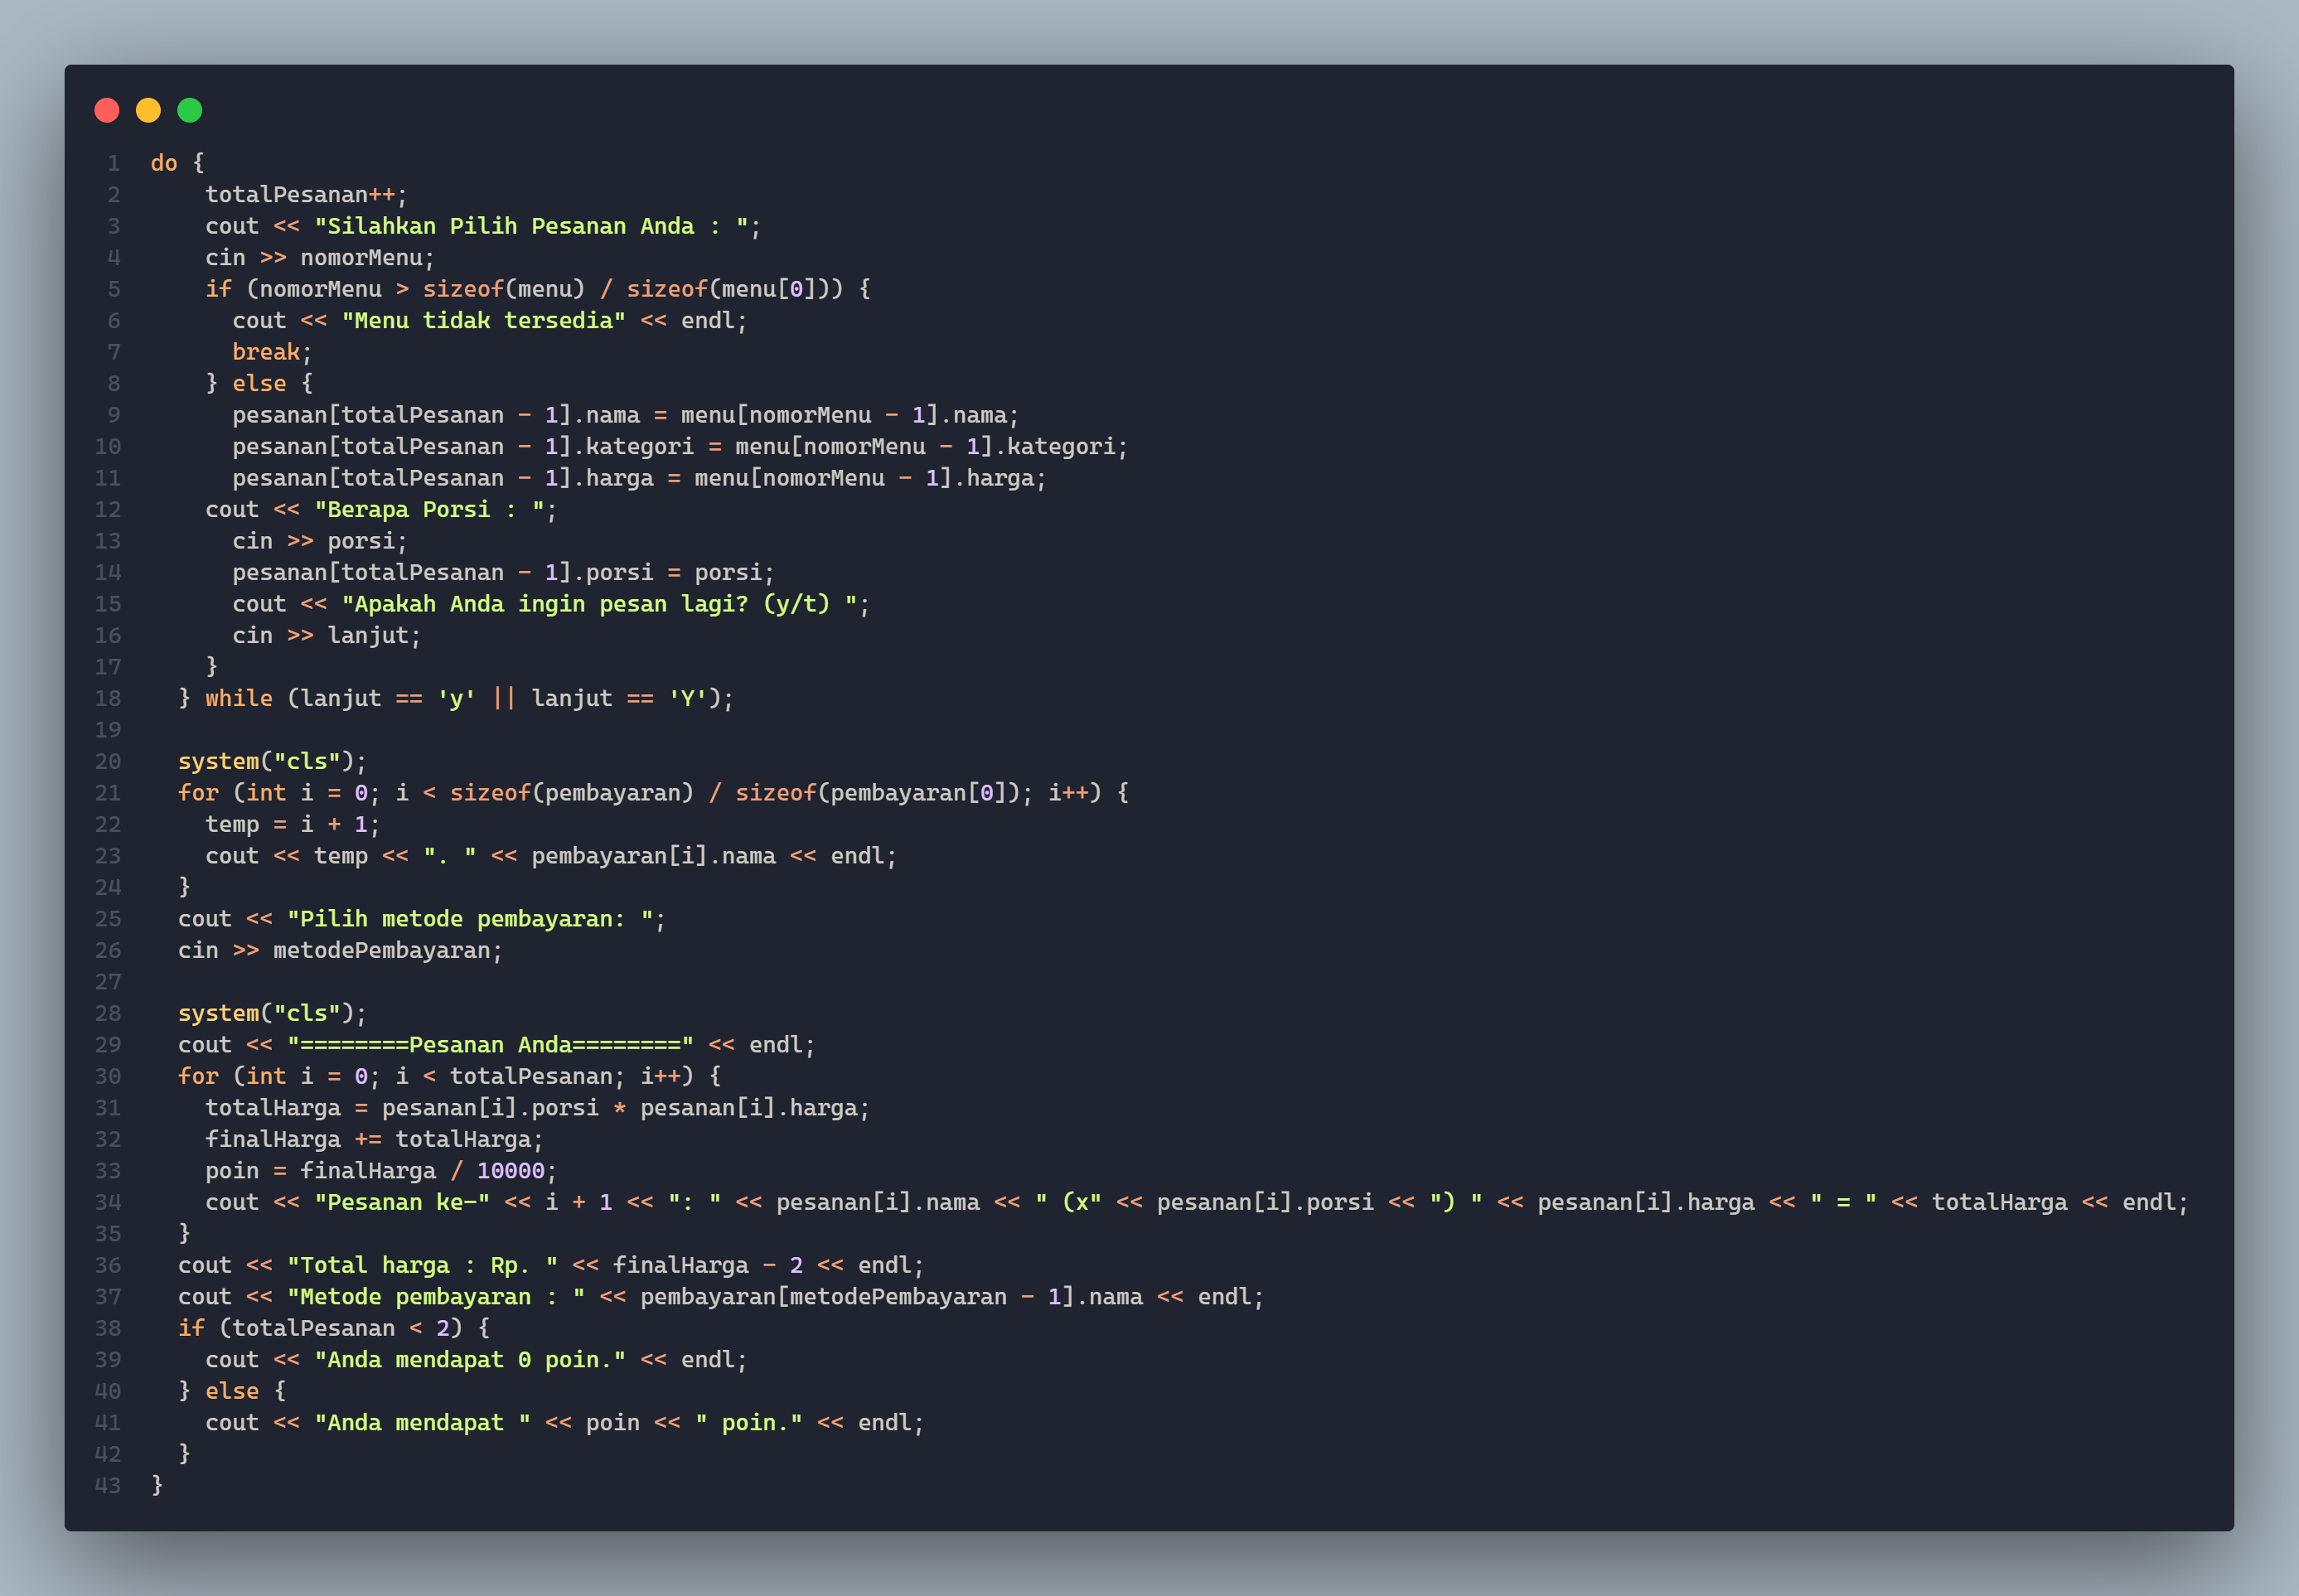 1 do {
2     totalPesanan++;
3     cout << "Silahkan Pilih Pesanan Anda : ";
4     cin >> nomorMenu;
5     if (nomorMenu > sizeof(menu) / sizeof(menu[0])) {
6       cout << "Menu tidak tersedia" << endl;
7       break;
8     } else {
9       pesanan[totalPesanan - 1].nama = menu[nomorMenu - 1].nama;
10       pesanan[totalPesanan - 1].kategori = menu[nomorMenu - 1].kategori;
11       pesanan[totalPesanan - 1].harga = menu[nomorMenu - 1].harga;
12     cout << "Berapa Porsi : ";
13       cin >> porsi;
14       pesanan[totalPesanan - 1].porsi = porsi;
15       cout << "Apakah Anda ingin pesan lagi? (y/t) ";
16       cin >> lanjut;
17     }
18   } while (lanjut == 'y' || lanjut == 'Y');
19
20   system("cls");
21   for (int i = 0; i < sizeof(pembayaran) / sizeof(pembayaran[0]); i++) {
22     temp = i + 1;
23     cout << temp << ". " << pembayaran[i].nama << endl;
24   }
25   cout << "Pilih metode pembayaran: ";
26   cin >> metodePembayaran;
27
28   system("cls");
29   cout << "========Pesanan Anda========" << endl;
30   for (int i = 0; i < totalPesanan; i++) {
31     totalHarga = pesanan[i].porsi * pesanan[i].harga;
32     finalHarga += totalHarga;
33     poin = finalHarga / 10000;
34     cout << "Pesanan ke-" << i + 1 << ": " << pesanan[i].nama << " (x" << pesanan[i].porsi << ") " << pesanan[i].harga << " = " << totalHarga << endl;
35   }
36   cout << "Total harga : Rp. " << finalHarga - 2 << endl;
37   cout << "Metode pembayaran : " << pembayaran[metodePembayaran - 1].nama << endl;
38   if (totalPesanan < 2) {
39     cout << "Anda mendapat 0 poin." << endl;
40   } else {
41     cout << "Anda mendapat " << poin << " poin." << endl;
42   }
43 }